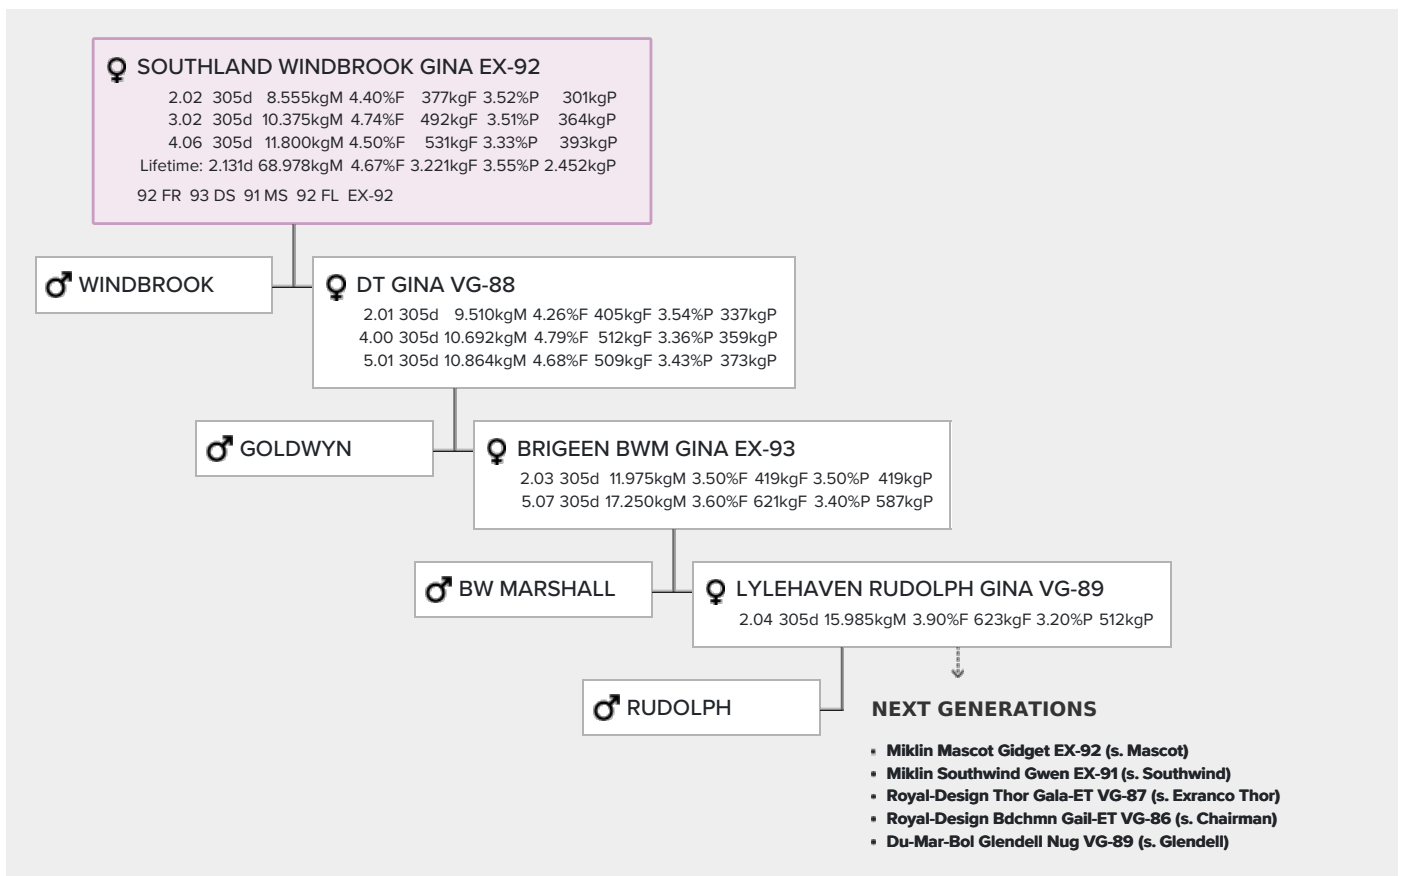 SOUTHLAND WINDBROOK GINA EX-92
2.02 305d 8.555kgM 4.40%F 377kgF 3.52%P 301kgP
3.02 305d 10.375kgM 4.74%F 492kgF 3.51%P 364kgP
4.06 305d 11.800kgM 4.50%F 531kgF 3.33%P 393kgP
Lifetime: 2.131d 68.978kgM 4.67%F 3.221kgF 3.55%P 2.452kgP
92 FR 93 DS 91 MS 92 FL EX-92
WINDBROOK
DT GINA VG-88
2.01 305d 9.510kgM 4.26%F 405kgF 3.54%P 337kgP
4.00 305d 10.692kgM 4.79%F 512kgF 3.36%P 359kgP
5.01 305d 10.864kgM 4.68%F 509kgF 3.43%P 373kgP
GOLDWYN
BRIGEEN BWM GINA EX-93
2.03 305d 11.975kgM 3.50%F 419kgF 3.50%P 419kgP
5.07 305d 17.250kgM 3.60%F 621kgF 3.40%P 587kgP
BW MARSHALL
LYLEHAVEN RUDOLPH GINA VG-89
2.04 305d 15.985kgM 3.90%F 623kgF 3.20%P 512kgP
RUDOLPH
NEXT GENERATIONS
• Miklin Mascot Gidget EX-92 (s. Mascot)
• Miklin Southwind Gwen EX-91 (s. Southwind)
• Royal-Design Thor Gala-ET VG-87 (s. Exranco Thor)
• Royal-Design Bdchmn Gail-ET VG-86 (s. Chairman)
• Du-Mar-Bol Glendell Nug VG-89 (s. Glendell)